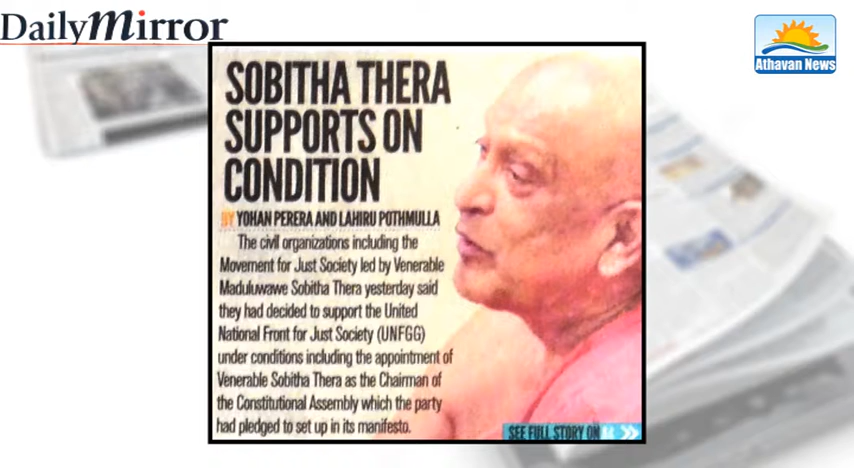 DailyMirror
Athavan News
SOBITHA THERA
SUPPORTS ON
CONDITION
BY YOHAN PERERA AND LAHIRU POTHMULLA
The civil organizations including the
Movement for Just Society led by Venerable
Maduluwawe Sobitha Thera yesterday said
they had decided to support the United
National Front for Just Society (UNFGG)
under conditions including the appointment of
Venerable Sobitha Thera as the Chairman of
the Constitutional Assembly which the party
had pledged to set up in its manifesto.
SEE FULL STORY ON